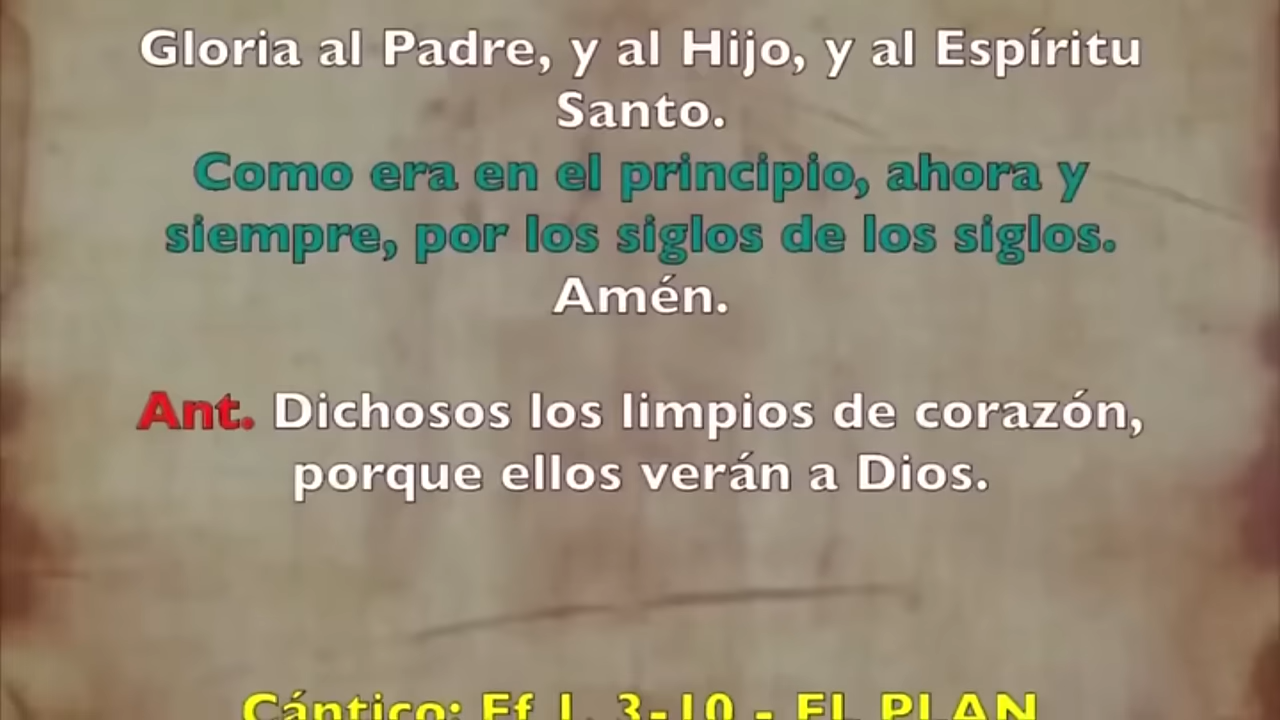 Gloria al Padre, y al Hijo, y al Espíritu
Santo.
Como era en el principio, ahora y
siempre, por los siglos de los siglos.
Amén.
Ant. Dichosos los limpios de corazón,
porque ellos verán a Dios.
Cántico: Ef 1, 3-10 - EL PLAN